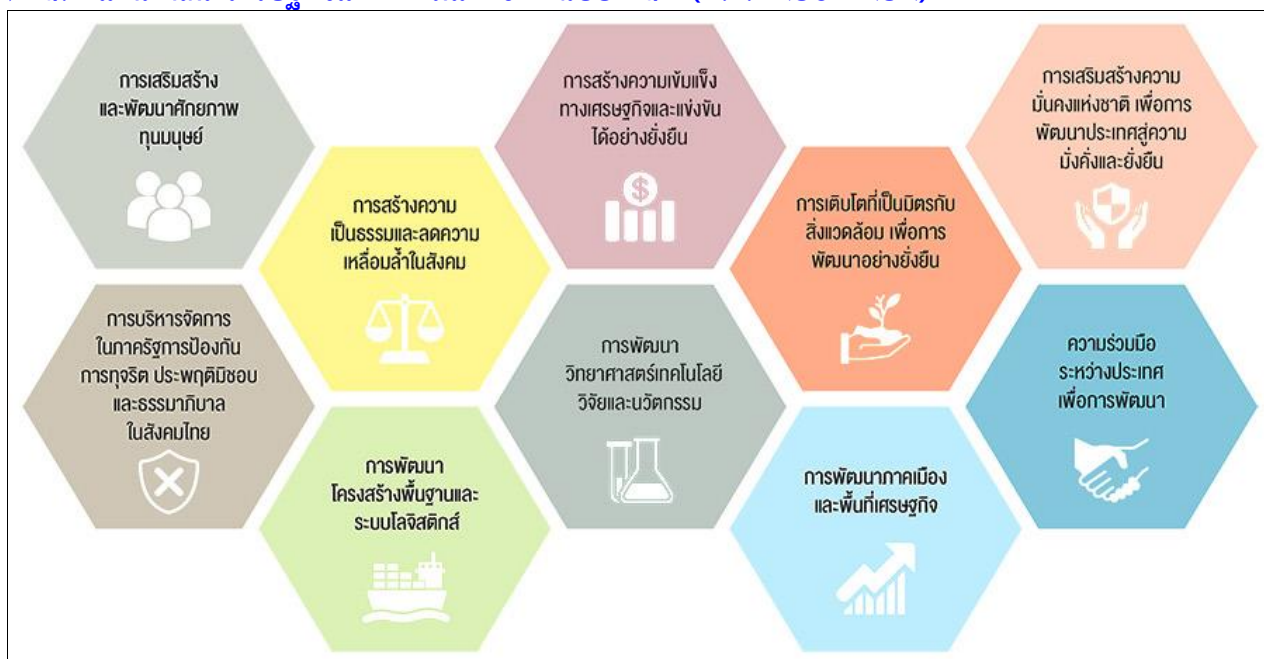 การเสริมสร้าง
และพัฒนาศักยภาพ
ทุนมนุษย์
การสร้างความ
เป็นธรรมและลดความ
เหลื่อมล้ำในสังคม
การสร้างความเข้มแข็ง
ทางเศรษฐกิจและแข่งขัน
ได้อย่างยั่งยืน
การเติบโตที่เป็นมิตรกับ
สิ่งแวดล้อม เพื่อการ
พัฒนาอย่างยั่งยืน
การเสริมสร้างความ
มั่นคงแห่งชาติ เพื่อการ
พัฒนาประเทศสู่ความ
มั่งคั่งและยั่งยืน
การบริหารจัดการ
ในภาครัฐการป้องกัน
การทุจริต ประพฤติมิชอบ
และธรรมาภิบาล
ในสังคมไทย
การพัฒนา
โครงสร้างพื้นฐานและ
ระบบโลจิสติกส์
การพัฒนา
วิทยาศาสตร์เทคโนโลยี
วิจัยและนวัตกรรม
การพัฒนาภาคเมือง
และพื้นที่เศรษฐกิจ
ความร่วมมือ
ระหว่างประเทศ
เพื่อการพัฒนา